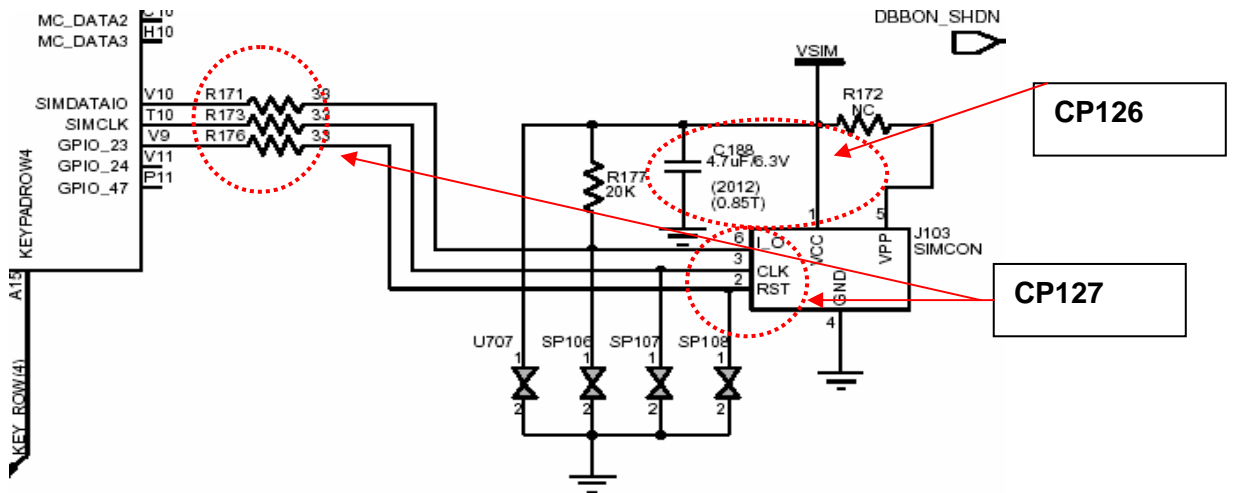 C10
MC_DATA2
H10
MC_DATA3
DBBON_SHDN
VSIM
CP126
R172
NC
V10
R171
33
SIMDATAIO
T10
R173
33
SIMCLK
V9
R176
33
GPIO_23
V11
GPIO_24
P11
GPIO_47
KEYPADROW4
C188
4.7uF/6.3V
(2012)
(0.85T)
R177
20K
1
5
J103
SIMCON
6
I_O
VCC
VPP
3
CLK
2
RST
GND
4
CP127
A15
KEY_ROW(4)
U707
SP106
SP107
SP108
1
1
1
1
2
2
2
2